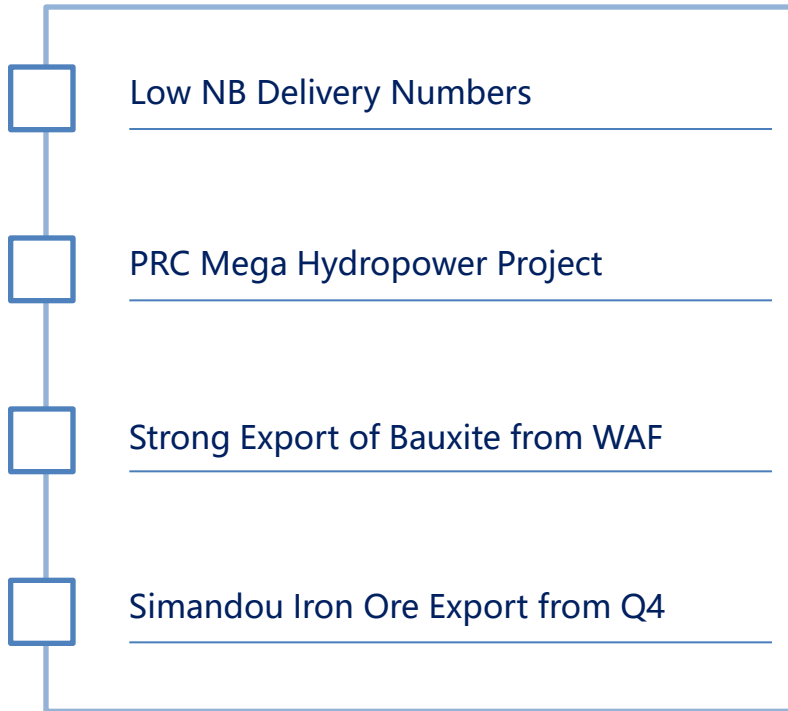 Low NB Delivery Numbers
PRC Mega Hydropower Project
Strong Export of Bauxite from WAF
Simandou Iron Ore Export from Q4